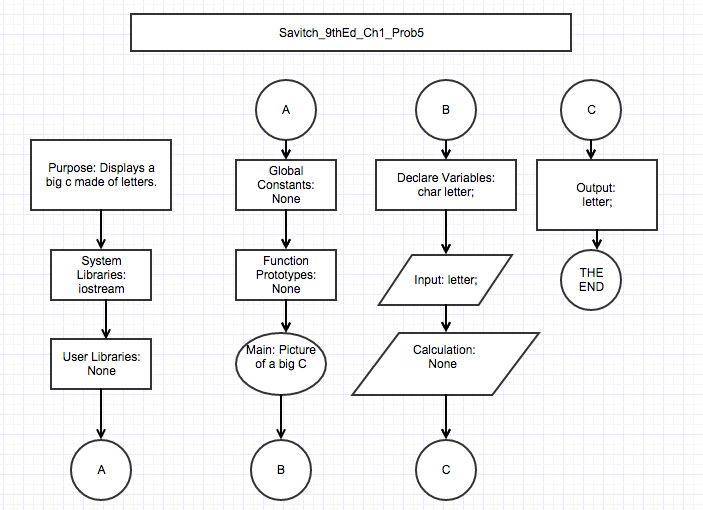 Savitch_9thEd_Ch1_Prob5
Purpose: Displays a
big c made of letters.
System
Libraries:
iostream
User Libraries:
None
A
A
Global
Constants:
None
Function
Prototypes:
None
Main: Picture
of a big C
B
B
Declare Variables:
char letter;
Input: letter;
Calculation:
None
C
C
Output:
letter;
THE
END